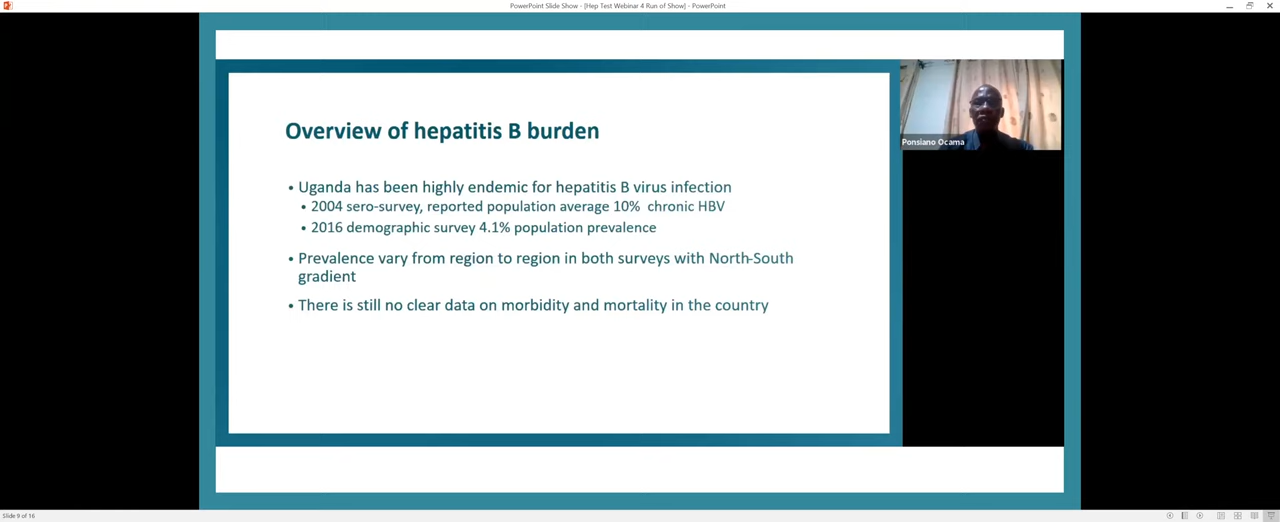 PowerPoint Slide Show - [Hep Test Webinar 4 Run of Show] - PowerPoint
Overview of hepatitis B burden
Ponsiano Ocama
• Uganda has been highly endemic for hepatitis B virus infection
• 2004 sero-survey, reported population average 10% chronic HBV
• 2016 demographic survey 4.1% population prevalence
• Prevalence vary from region to region in both surveys with North-South
gradient
• There is still no clear data on morbidity and mortality in the country
Slide 9 of 16